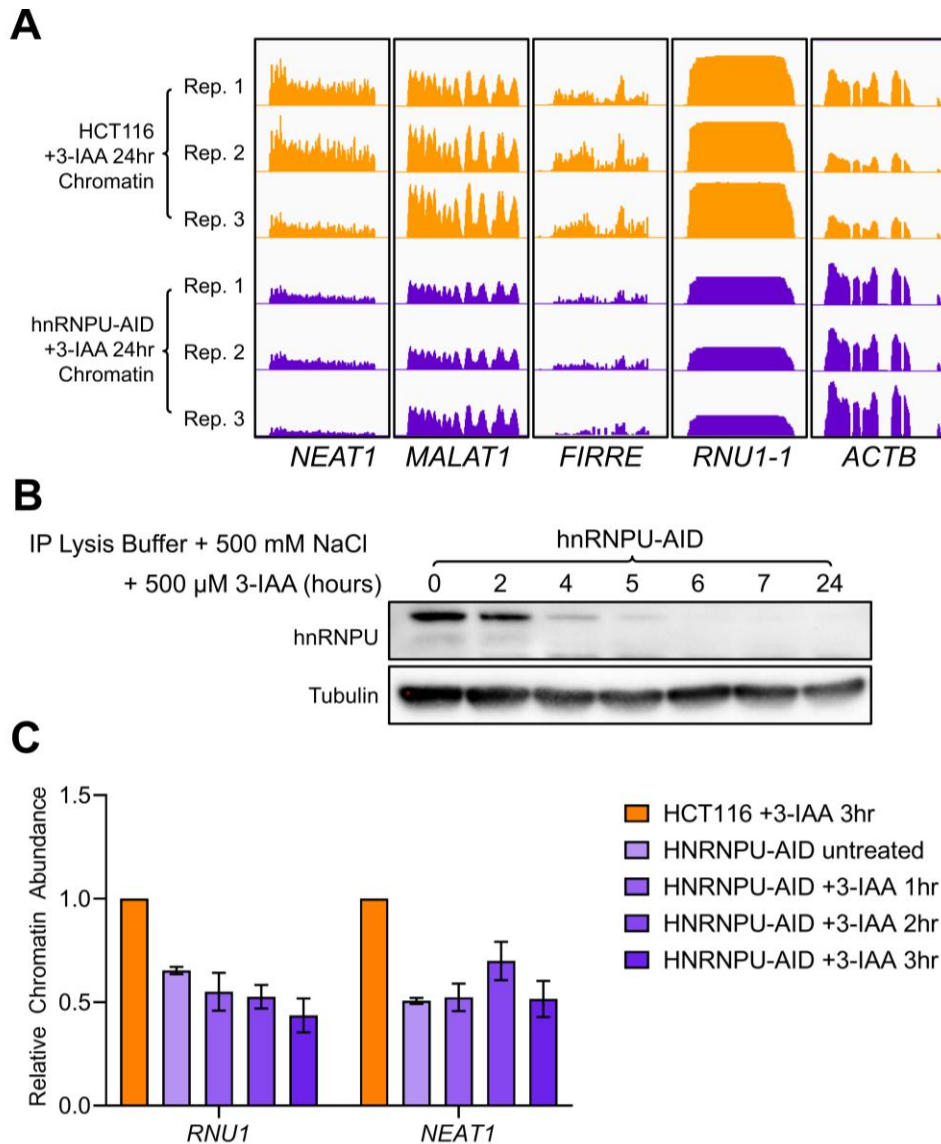 A
HCT116
+3-IAA 24hr
Chromatin
Rep. 1
Rep. 2
Rep. 3
hnRNPU-AID
+3-IAA 24hr
Chromatin
Rep. 1
Rep. 2
Rep. 3
NEAT1 MALAT1 FIRRE RNU1-1 ACTB
B
IP Lysis Buffer + 500 mM NaCl
hnRNPU-AID
+ 500 µM 3-IAA (hours) 0 2 4 5 6 7 24
hnRNPU
Tubulin
C
Relative Chromatin Abundance
1.5
1.0
0.5
0.0
RNU1 NEAT1
HCT116 +3-IAA 3hr
HNRNPU-AID untreated
HNRNPU-AID +3-IAA 1hr
HNRNPU-AID +3-IAA 2hr
HNRNPU-AID +3-IAA 3hr